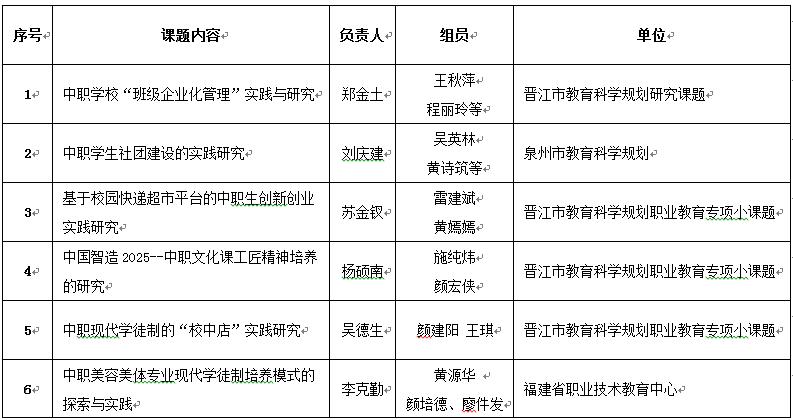 序号 课题内容 负责人 组员 单位
1 中职学校“班级企业化管理”实践与研究 郑金土 王秋萍 晋江市教育科学规划研究课题
程丽玲等
2 中职学生社团建设的实践研究 刘庆建 吴英林 泉州市教育科学规划
黄诗筑等
3 基于校园快递超市平台的中职生创新创业 苏金钗 雷建斌 晋江市教育科学规划职业教育专项小课题
实践研究 黄嫣嫣
4 中国智造2025--中职文化课工匠精神培养 杨硕南 施纯炜 晋江市教育科学规划职业教育专项小课题
的研究 颜宏侠
5 中职现代学徒制的“校中店”实践研究 吴德生 颜建阳 王琪 晋江市教育科学规划职业教育专项小课题
6 中职美容美体专业现代学徒制培养模式的 李克勤 黄源华 福建省职业技术教育中心
探索与实践 颜培德、廖件发